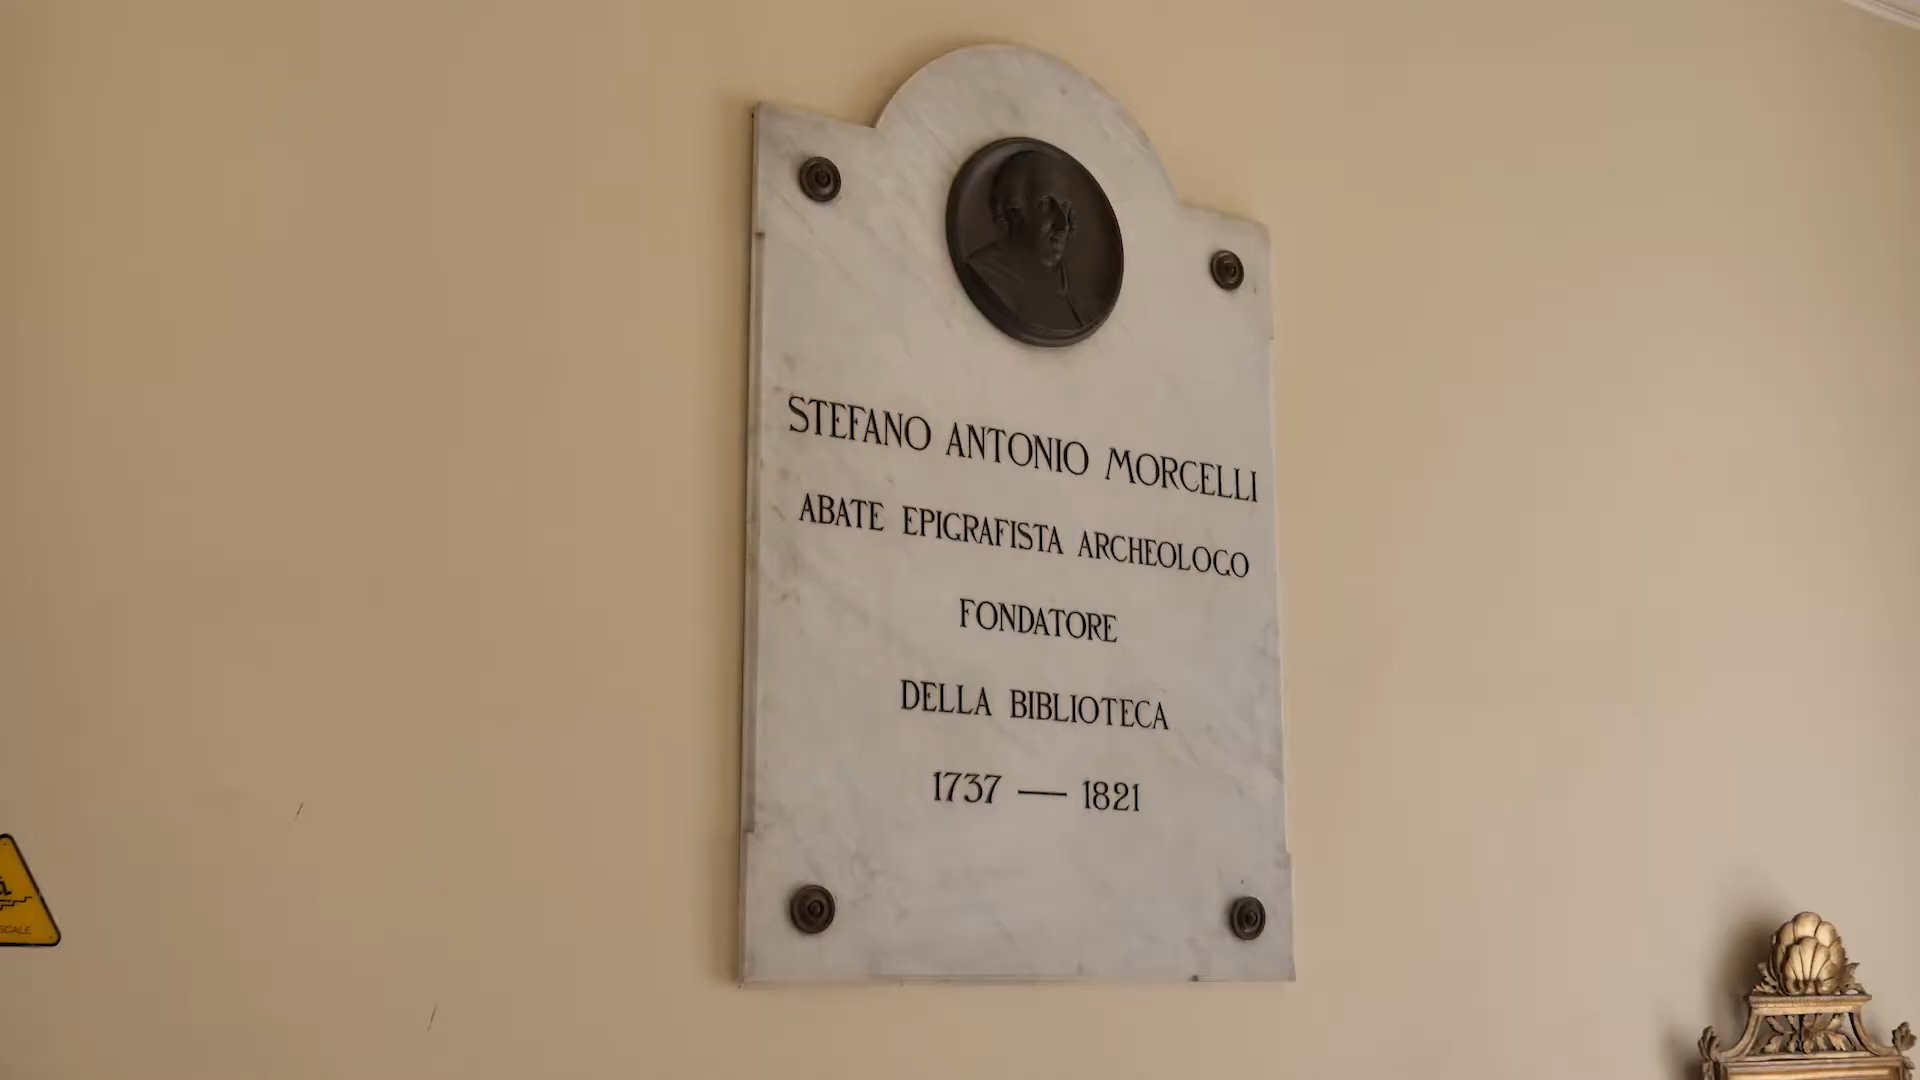 STEFANO ANTONIO MORCELLI
ABATE EPIGRAFISTA ARCHEOLOGO
FONDATORE
DELLA BIBLIOTECA
1737 — 1821